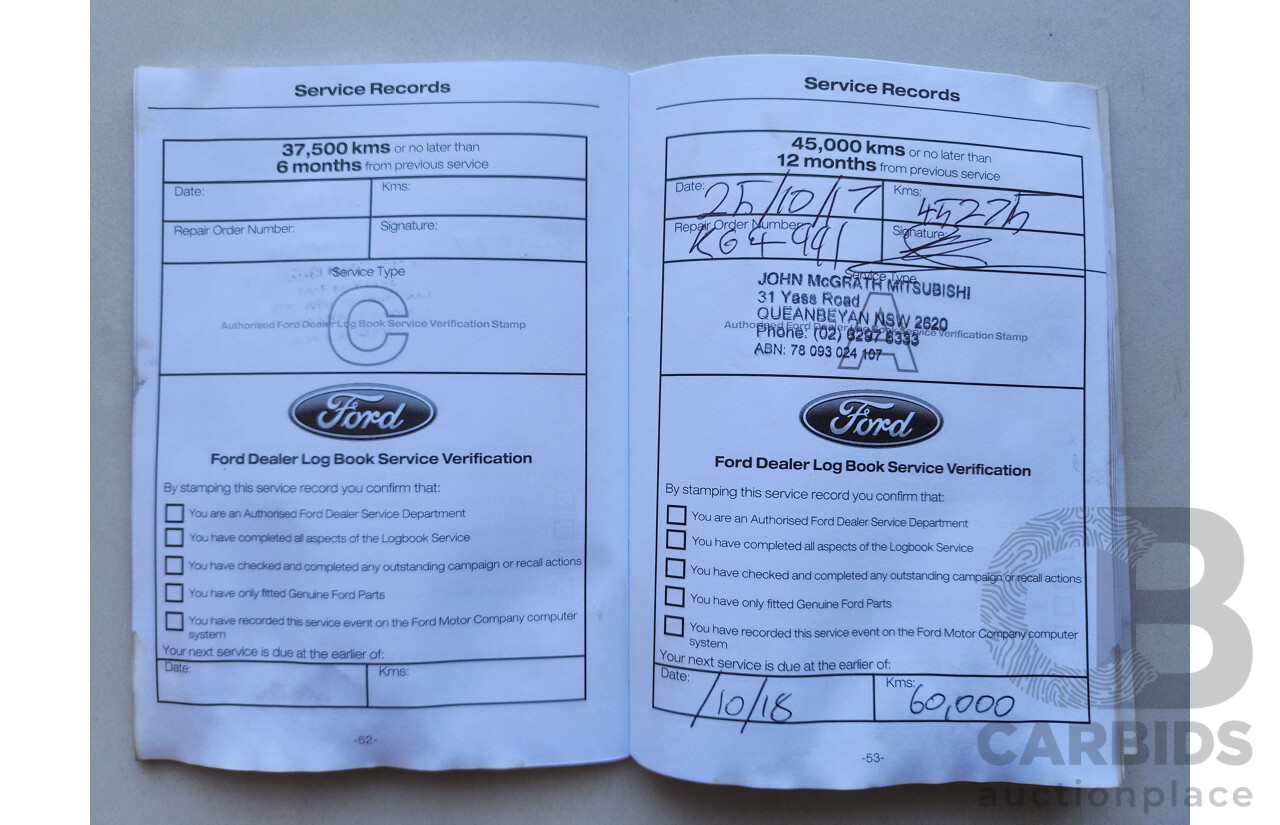 Service Records
37,500 kms or no later than
6 months from previous service
Date:
Kms:
Repair Order Number:
Signature:
Service Type
C
Authorised Ford Dealer Log Book Service Verification Stamp
Ford
Ford Dealer Log Book Service Verification
By stamping this service record you confirm that:
You are an Authorised Ford Dealer Service Department
You have completed all aspects of the Logbook Service
You have checked and completed any outstanding campaign or recall actions
You have only fitted Genuine Ford Parts
You have recorded this service event on the Ford Motor Company computer
system
Your next service is due at the earlier of:
Date:
Kms:
-52-
Service Records
45,000 kms or no later than
12 months from previous service
Date: 25/10/17
Kms: 45275
Repair Order Number:
Signature:
Service Type
JOHN McGRATH MITSUBISHI
31 Yass Road
QUEANBEYAN NSW 2620
Phone: (02) 6297 6333
ABN: 78 093 024 107
A
Authorised Ford Dealer Log Book Service Verification Stamp
Ford
Ford Dealer Log Book Service Verification
By stamping this service record you confirm that:
You are an Authorised Ford Dealer Service Department
You have completed all aspects of the Logbook Service
You have checked and completed any outstanding campaign or recall actions
You have only fitted Genuine Ford Parts
You have recorded this service event on the Ford Motor Company computer
system
Your next service is due at the earlier of:
Date: /10/18
Kms: 60,000
-53-
CB
CARBIDS
auctionplace